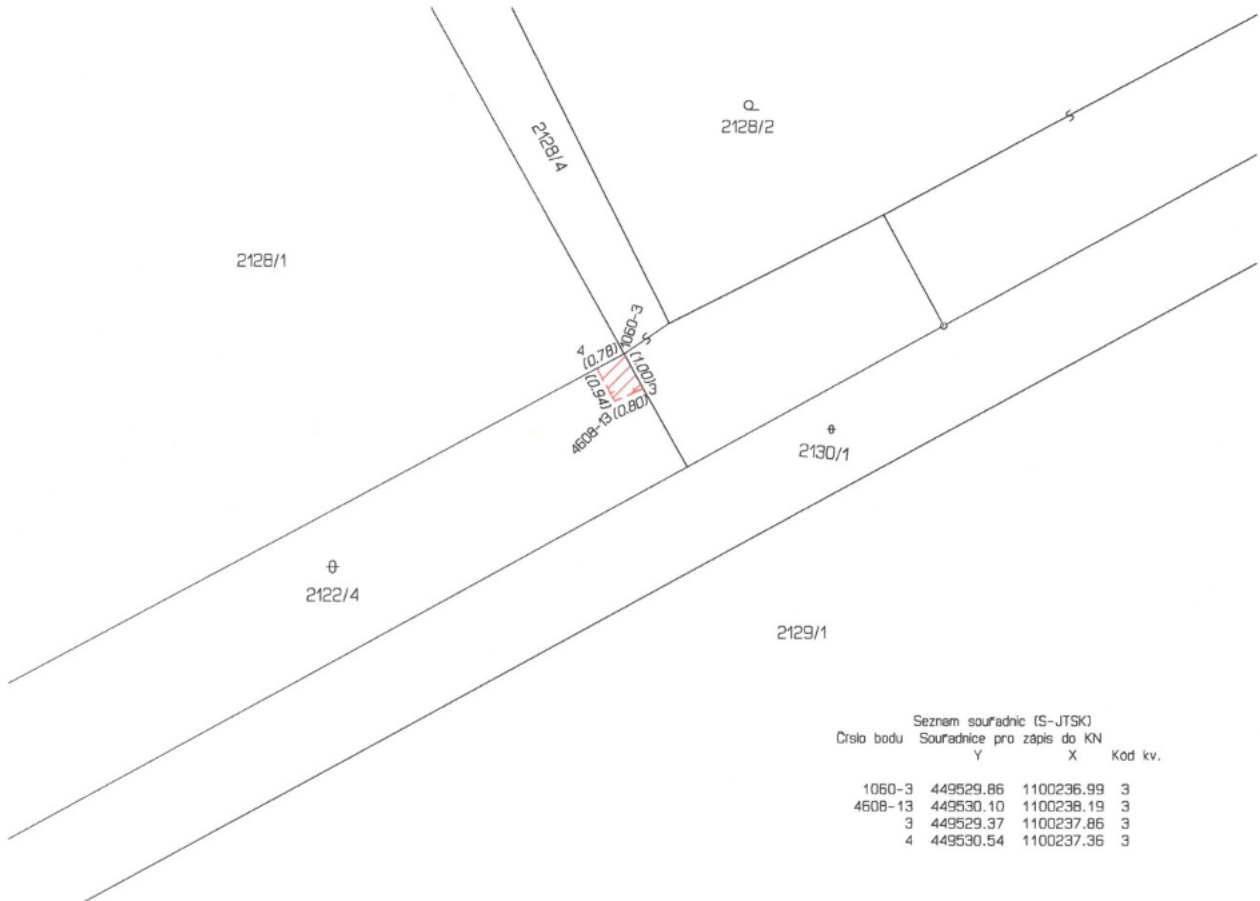 2128/4
2128/2
2128/1
1060-3
4
(0.78)
(1.00)
3
(0.94)
(0.80)
4608-13
2130/1
2122/4
2129/1
Seznam souřadnic (S-JTSK)
Číslo bodu Souřadnice pro zápis do KN
Y X Kód kv.
1060-3 449529.86 1100236.99 3
4608-13 449530.10 1100238.19 3
3 449529.37 1100237.86 3
4 449530.54 1100237.36 3